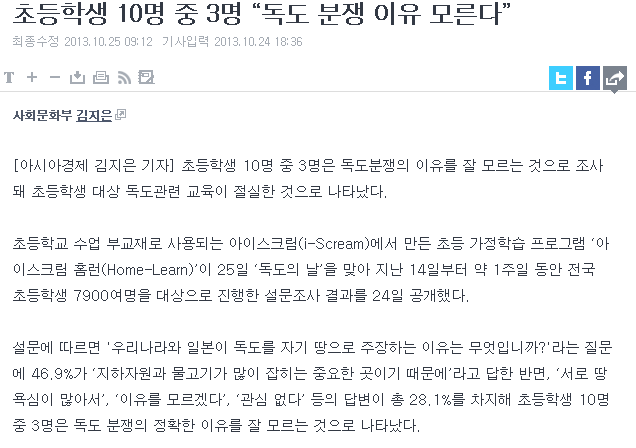 초등학생 10명 중 3명 “독도 분쟁 이유 모른다”
최종수정 2013.10.25 09:12 기사입력 2013.10.24 18:36
T
사회문화부 김지은
[아시아경제 김지은 기자] 초등학생 10명 중 3명은 독도분쟁의 이유를 잘 모르는 것으로 조사
돼 초등학생 대상 독도관련 교육이 절실한 것으로 나타났다.
초등학교 수업 부교재로 사용되는 아이스크림(i-Scream)에서 만든 초등 가정학습 프로그램 ‘아
이스크림 홈런(Home-Learn)’이 25일 ‘독도의 날’을 맞아 지난 14일부터 약 1주일 동안 전국
초등학생 7900여명을 대상으로 진행한 설문조사 결과를 24일 공개했다.
설문에 따르면 '우리나라와 일본이 독도를 자기 땅으로 주장하는 이유는 무엇입니까?'라는 질문
에 46.9%가 ‘지하자원과 물고기가 많이 잡히는 중요한 곳이기 때문에’라고 답한 반면, ‘서로 땅
욕심이 많아서’, ‘이유를 모르겠다’, ‘관심 없다’ 등의 답변이 총 28.1%를 차지해 초등학생 10명
중 3명은 독도 분쟁의 정확한 이유를 잘 모르는 것으로 나타났다.